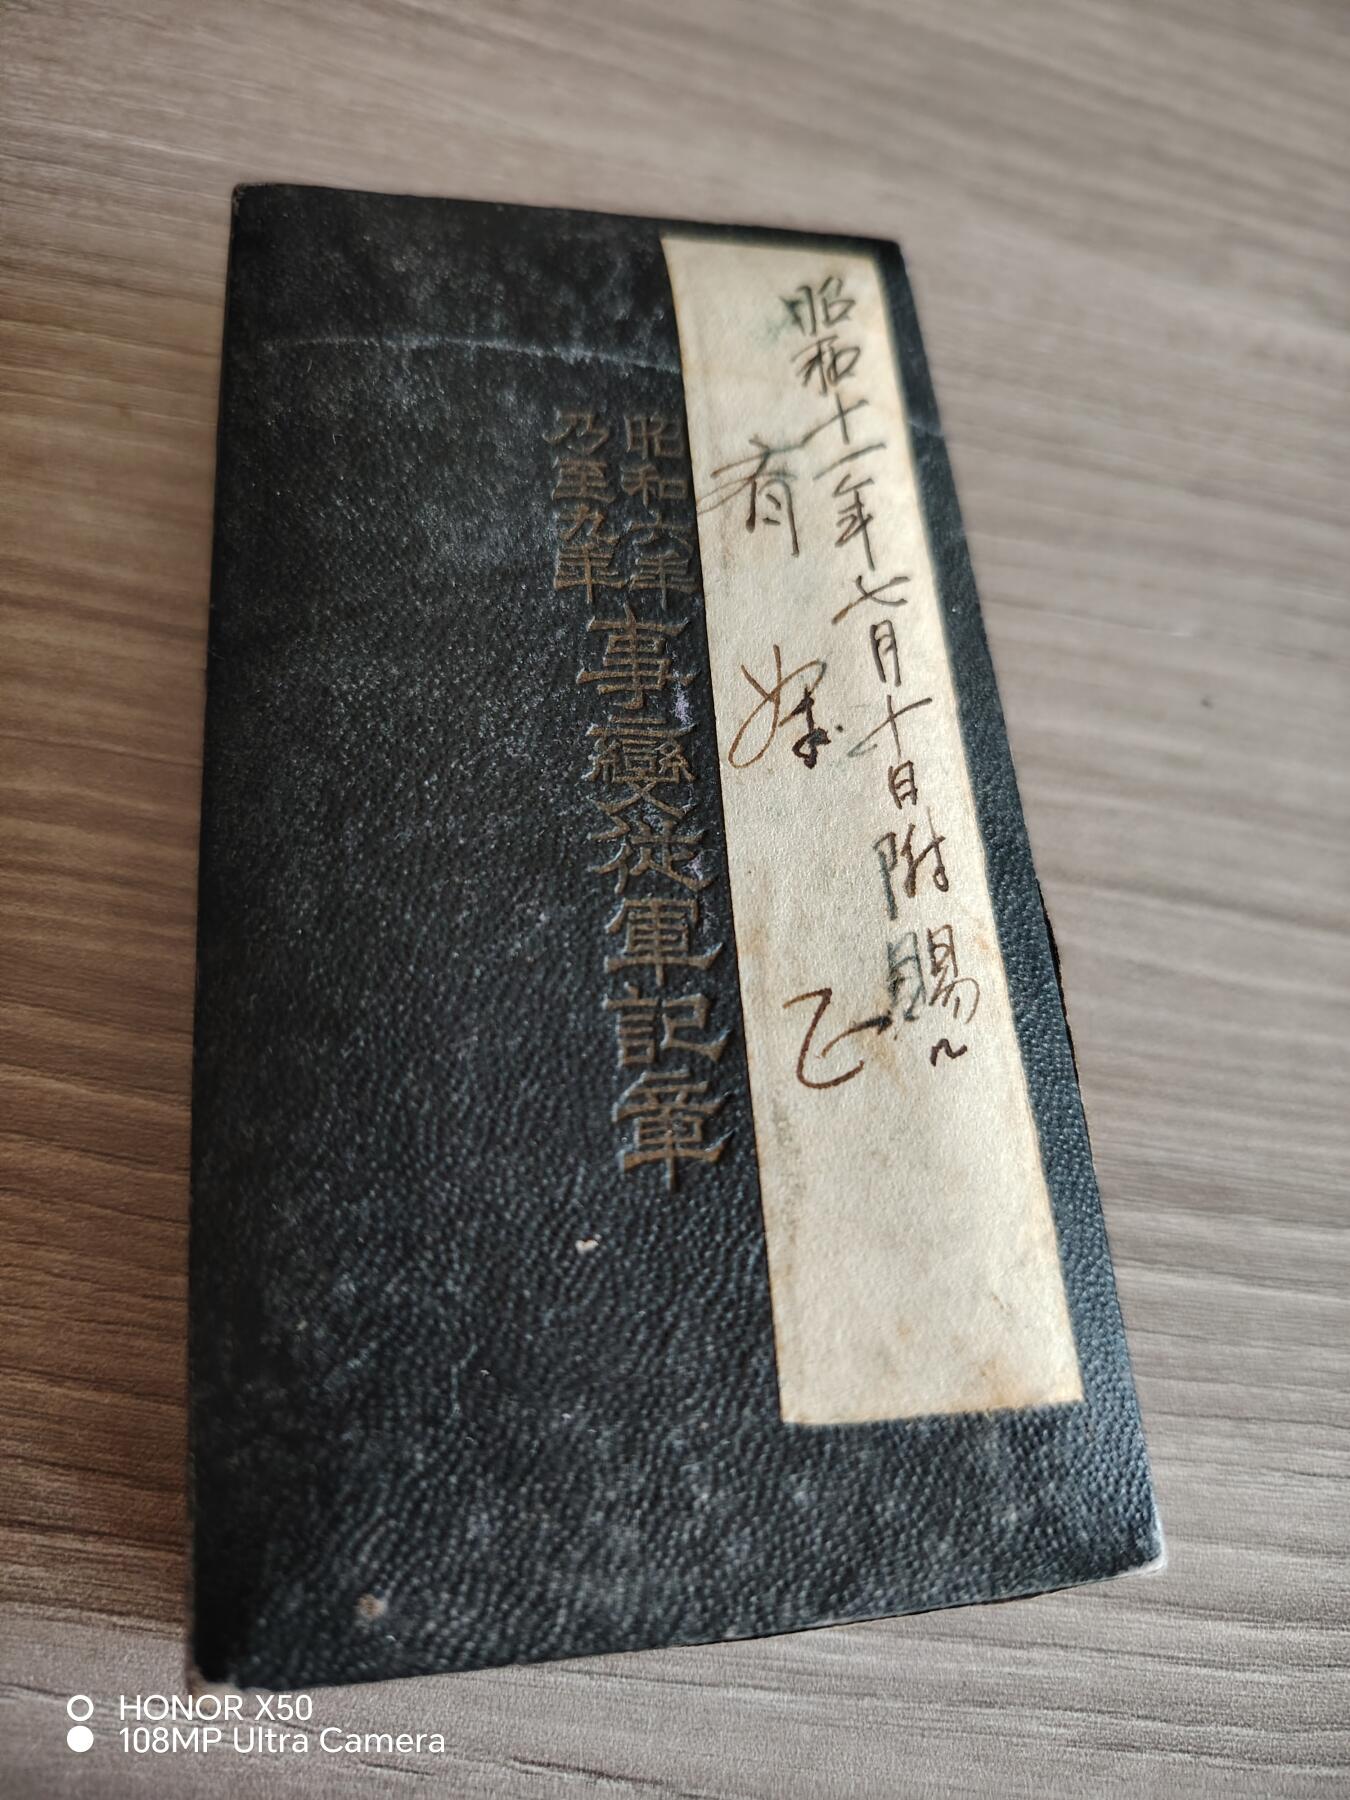 昭和十一年七月十日附賜
有
昭和六年
乃至九年
事變從軍記章
HONOR X50
108MP Ultra Camera